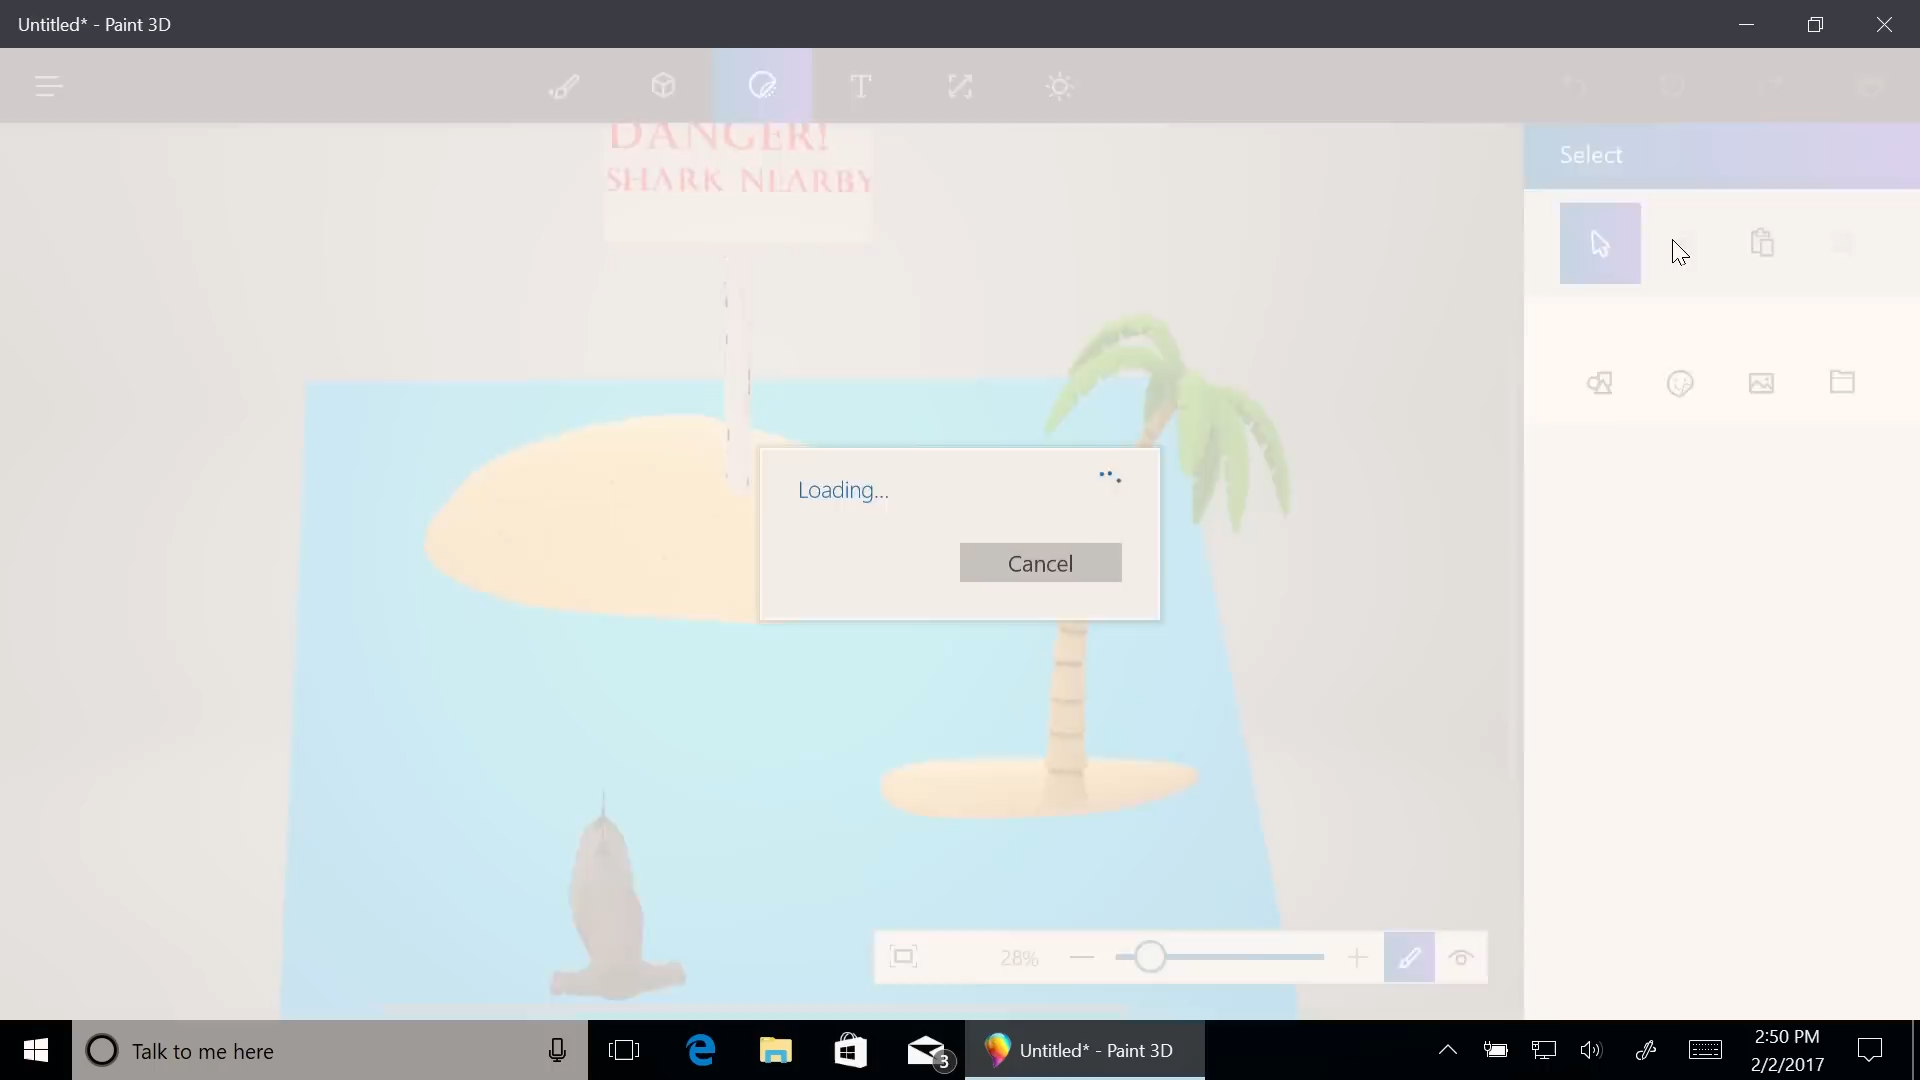 Untitled* - Paint 3D
DANGER!
SHARK NEARBY
Select
Loading...
Cancel
28%
Talk to me here
3
Untitled* - Paint 3D
2:50 PM
2/2/2017